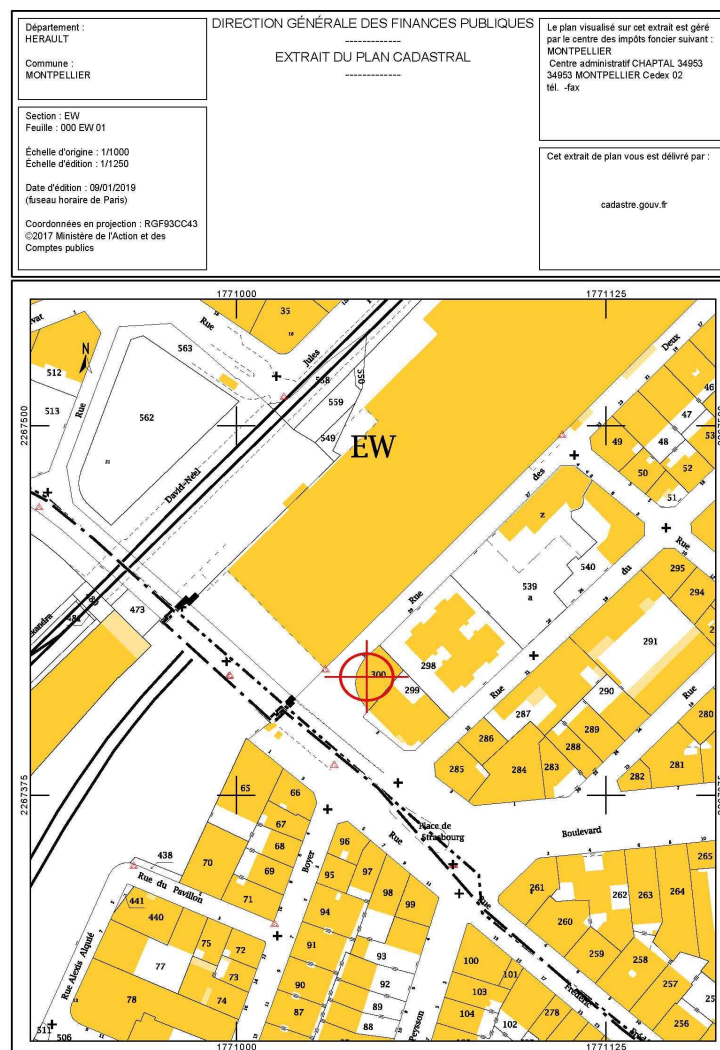 Département :
HERAULT
Commune :
MONTPELLIER
Section : EW
Feuille : 000 EW 01
Échelle d'origine : 1/1000
Échelle d'édition : 1/1250
Date d'édition : 09/01/2019
(fuseau horaire de Paris)
Coordonnées en projection : RGF93CC43
©2017 Ministère de l'Action et des
Comptes publics
DIRECTION GÉNÉRALE DES FINANCES PUBLIQUES
-------------
EXTRAIT DU PLAN CADASTRAL
-------------
Le plan visualisé sur cet extrait est géré
par le centre des impôts foncier suivant :
MONTPELLIER
Centre administratif CHAPTAL 34953
34953 MONTPELLIER Cedex 02
tél. -fax
Cet extrait de plan vous est délivré par :
cadastre.gouv.fr
1771000
1771125
35
Rue
Jules
Deux
563
512
N
513
Rue
562
558
550
559
549
EW
46
47
49
48
53
50
52
51
2267500
David-Néel
des
Rue
540
539
a
du
Rue
295
294
473
Rue
298
291
300
299
Rue
290
Rue
287
280
286
289
288
285
284
283
281
282
2267375
65
66
67
68
69
70
71
Boyer
Rue
Place de
Strasbourg
Boulevard
438
Rue du Pavillon
96
97
95
98
99
94
265
261
262
263
264
260
Rue
441
440
75
72
77
73
78
74
91
93
90
92
87
89
88
Rue Alexis Alquié
100
101
103
104
102
278
259
258
257
256
Peysson
506
1771000
1771125